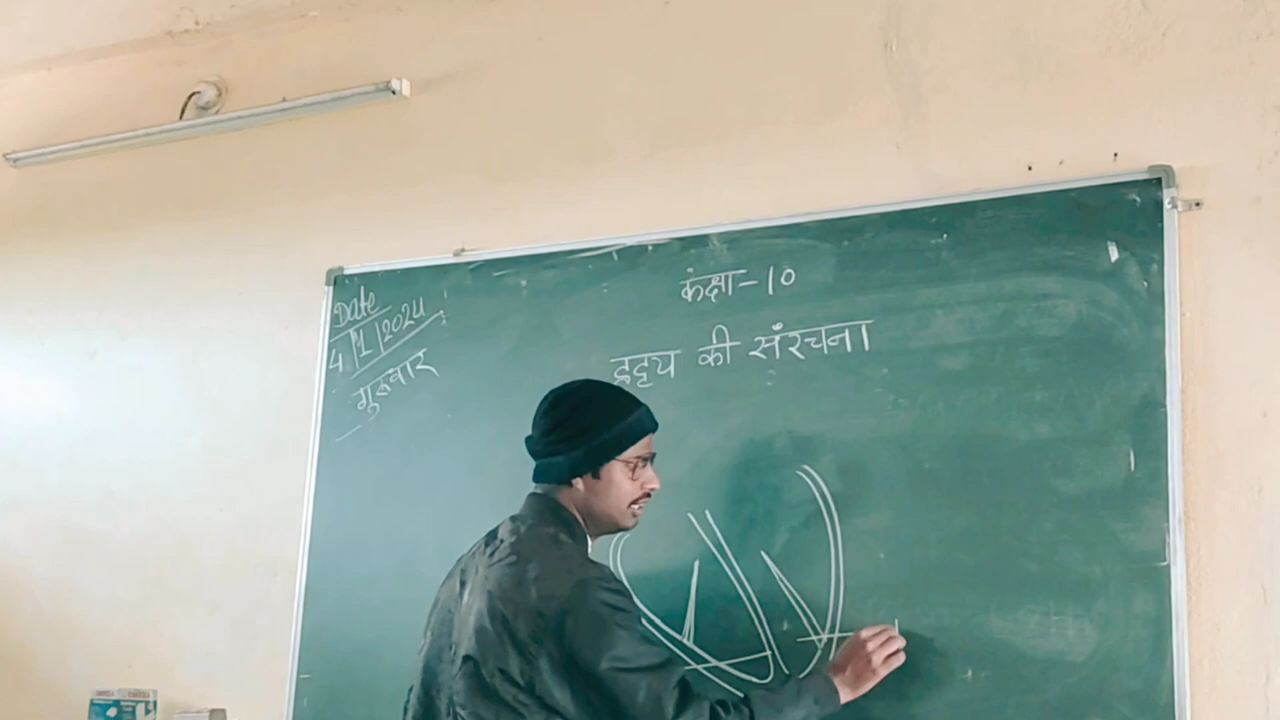 Date
4/1/2024
गुरूवार
कक्षा-10
हृदय की संरचना